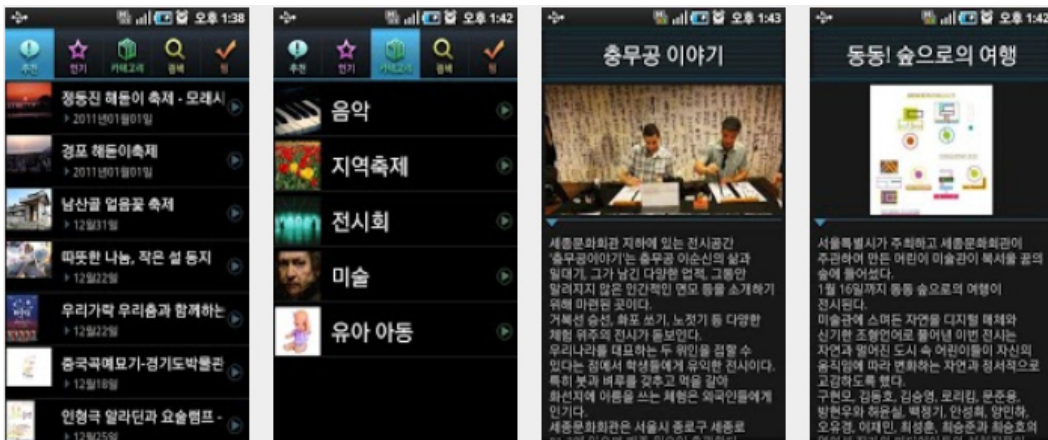 오후 1:38
추천
인기
카테고리
검색
찜
정동진 해돋이 축제 - 모래시
2011년01월01일
경포 해돋이축제
2011년01월01일
남산골 얼음꽃 축제
12월31일
따뜻한 나눔, 작은 설 동지
12월22일
우리가락 우리춤과 함께하는
12월22일
중국곡예묘기-경기도박물관
12월18일
인형극 알라딘과 요술램프 -
12월25일
오후 1:42
추천
인기
카테고리
검색
찜
음악
지역축제
전시회
미술
유아 아동
오후 1:43
충무공 이야기
세종문화회관 지하에 있는 전시공간
'충무공이야기'는 충무공 이순신의 삶과
일대기, 그가 남긴 다양한 업적, 그동안
알려지지 않은 인간적인 면모 등을 소개하기
위해 마련된 곳이다.
거북선 승선, 화포 쏘기, 노젓기 등 다양한
체험 위주의 전시가 돋보인다.
우리나라를 대표하는 두 위인을 접할 수
있다는 점에서 학생들에게 유익한 전시이다.
특히 붓과 벼루를 갖추고 먹을 갈아
화선지에 이름을 쓰는 체험은 외국인들에게
인기다.
세종문화회관은 서울시 종로구 세종로
오후 1:42
동동! 숲으로의 여행
서울특별시가 주최하고 세종문화회관이
주관하여 만든 어린이 미술관이 북서울 꿈의
숲에 들어섰다.
1월 16일까지 동동 숲으로의 여행이
전시된다.
미술관에 스며든 자연을 디지털 매체와
신기한 조형언어로 풀어낸 이번 전시는
자연과 멀어진 도시 속 어린이들이 자신의
움직임에 따라 변화하는 자연과 정서적으로
교감하도록 했다.
구현모, 김동호, 김승영, 로리킴, 문준용,
방현우와 허윤실, 백정기, 안성희, 양민하,
오유경, 이재민, 최성훈, 최승준과 최승호의